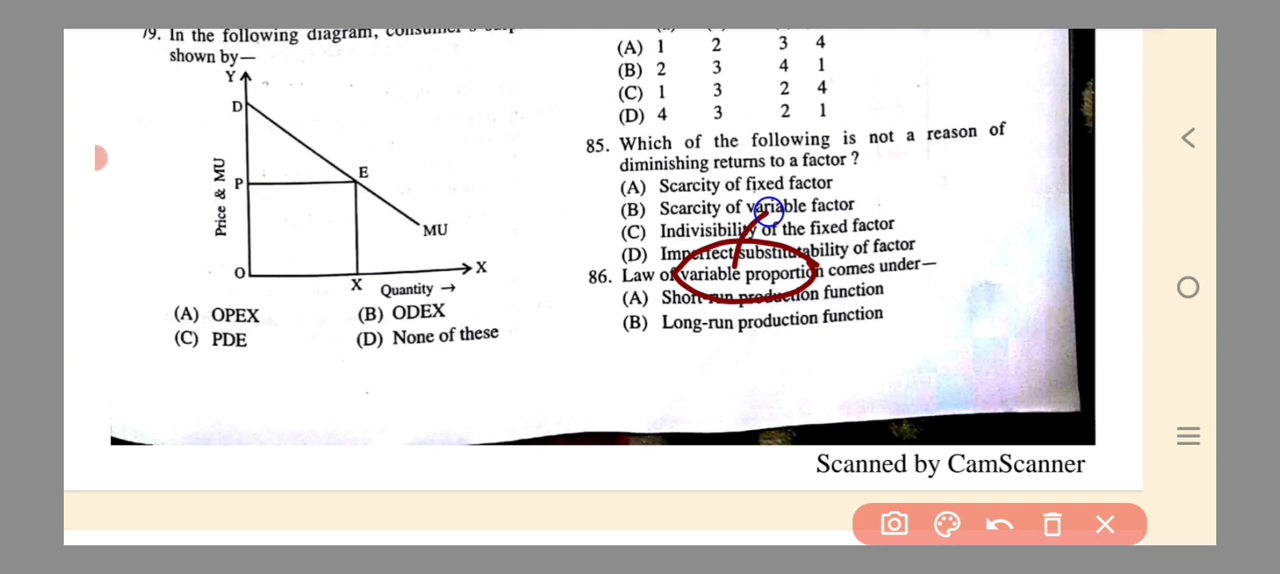 79. In the following diagram, consumer's
shown by—
Y
D
Price & MU
P
E
MU
O
X
X
Quantity →
(A) OPEX
(B) ODEX
(C) PDE
(D) None of these
(A) 1 2 3 4
(B) 2 3 4 1
(C) 1 3 2 4
(D) 4 3 2 1
85. Which of the following is not a reason of
diminishing returns to a factor ?
(A) Scarcity of fixed factor
(B) Scarcity of variable factor
(C) Indivisibility of the fixed factor
(D) Imperfect substitutability of factor
86. Law of variable proportion comes under—
(A) Short-run production function
(B) Long-run production function
Scanned by CamScanner